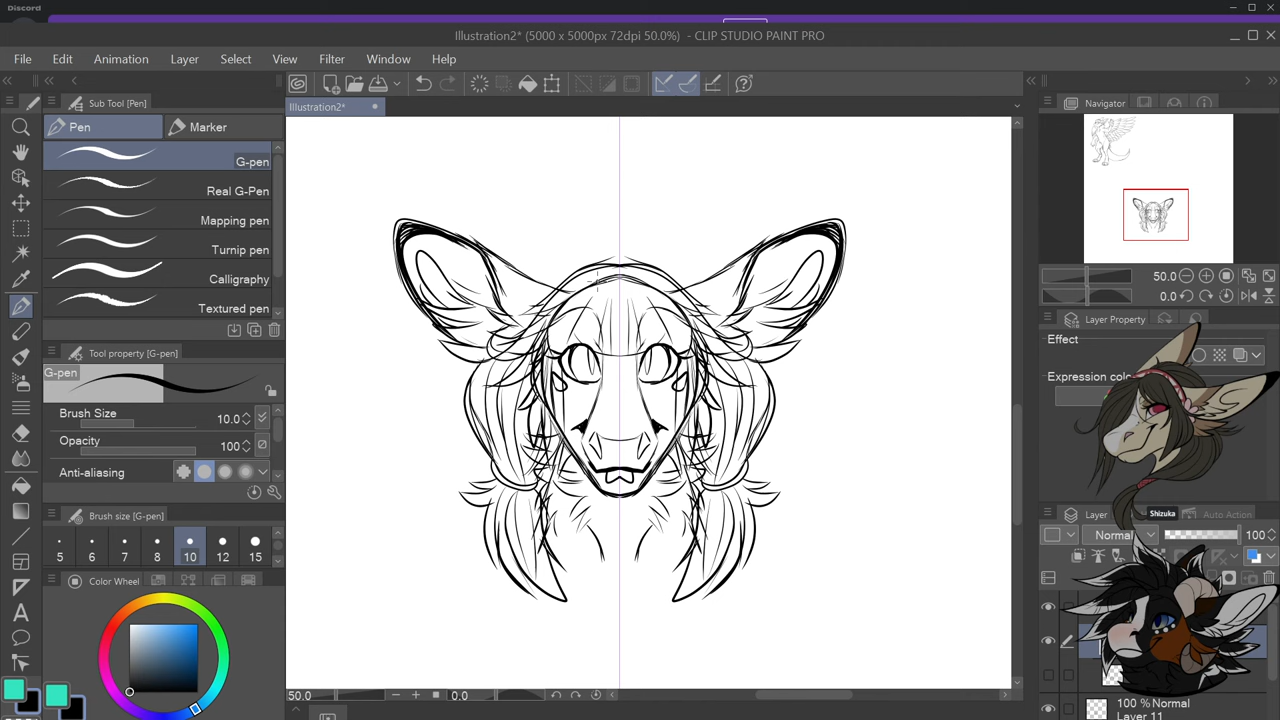 Discord
Illustration2* (5000 x 5000px 72dpi 50.0%) - CLIP STUDIO PAINT PRO
File Edit Animation Layer Select View Filter Window Help
Sub Tool [Pen]
Illustration2*
Navigator
Pen
Marker
G-pen
Real G-Pen
Mapping pen
Turnip pen
Calligraphy
Textured pen
50.0
0.0
Tool property [G-pen]
Layer Property
Effect
G-pen
Expression colo
Brush Size 10.0
Opacity 100
Anti-aliasing
Brush size [G-pen]
Layer
Shizuka
Auto Action
Normal 100
5 6 7 8 10 12 15
Color Wheel
50.0
0.0
100 % Normal
Layer 11